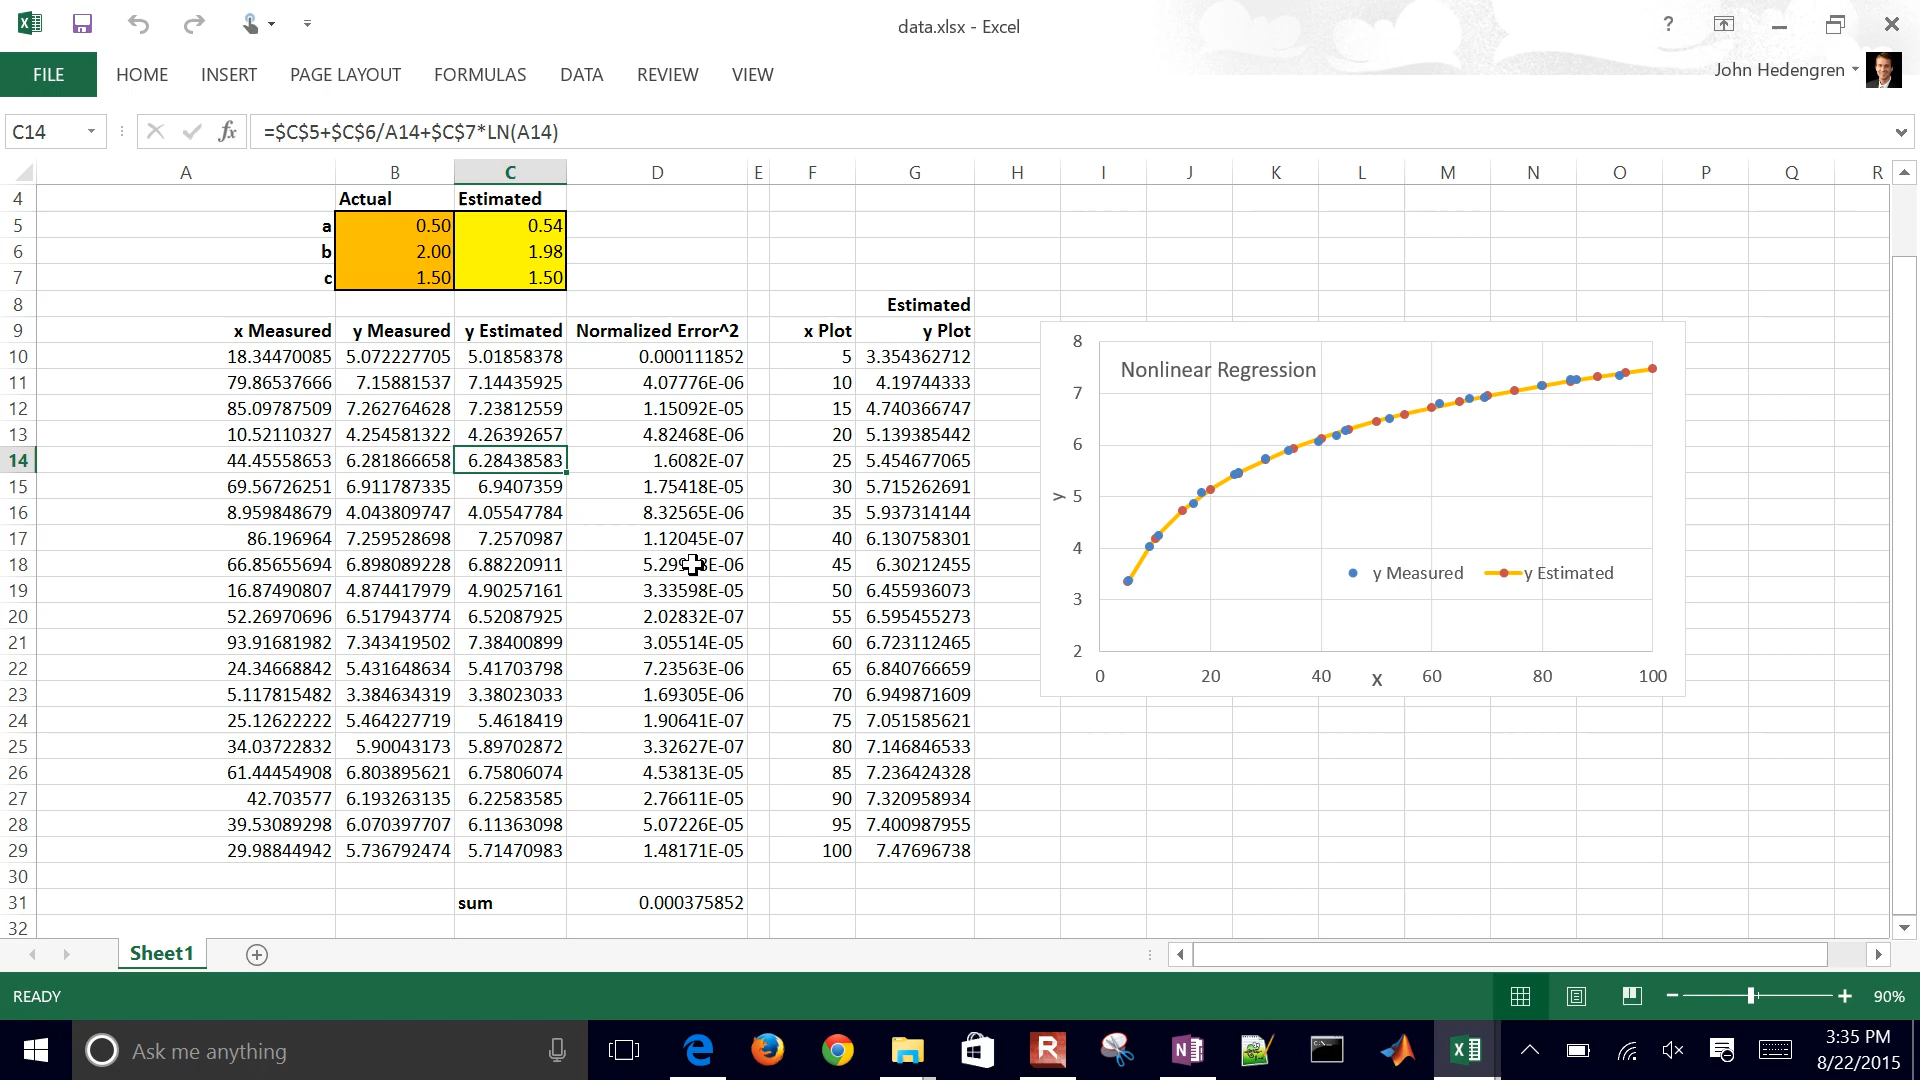 data.xlsx - Excel
?
FILE HOME INSERT PAGE LAYOUT FORMULAS DATA REVIEW VIEW
John Hedengren
C14 fx =$C$5+$C$6/A14+$C$7*LN(A14)
A B C D E F G H I J K L M N O P Q R
4 Actual Estimated
5 a 0.50 0.54
6 b 2.00 1.98
7 c 1.50 1.50
8 Estimated
9 x Measured y Measured y Estimated Normalized Error^2 x Plot y Plot
10 18.34470085 5.072227705 5.01858378 0.000111852 5 3.354362712
11 79.86537666 7.15881537 7.14435925 4.07776E-06 10 4.19744333
12 85.09787509 7.262764628 7.23812559 1.15092E-05 15 4.740366747
13 10.52110327 4.254581322 4.26392657 4.82468E-06 20 5.139385442
14 44.45558653 6.281866658 6.28438583 1.6082E-07 25 5.454677065
15 69.56726251 6.911787335 6.9407359 1.75418E-05 30 5.715262691
16 8.959848679 4.043809747 4.05547784 8.32565E-06 35 5.937314144
17 86.196964 7.259528698 7.2570987 1.12045E-07 40 6.130758301
18 66.85655694 6.898089228 6.88220911 45 6.30212455
19 16.87490807 4.874417979 4.90257161 3.33598E-05 50 6.455936073
20 52.26970696 6.517943774 6.52087925 2.02832E-07 55 6.595455273
21 93.91681982 7.343419502 7.38400899 3.05514E-05 60 6.723112465
22 24.34668842 5.431648634 5.41703798 7.23563E-06 65 6.840766659
23 5.117815482 3.384634319 3.38023033 1.69305E-06 70 6.949871609
24 25.12622222 5.464227719 5.4618419 1.90641E-07 75 7.051585621
25 34.03722832 5.90043173 5.89702872 3.32627E-07 80 7.146846533
26 61.44454908 6.803895621 6.75806074 4.53813E-05 85 7.236424328
27 42.703577 6.193263135 6.22583585 2.76611E-05 90 7.320958934
28 39.53089298 6.070397707 6.11363098 5.07226E-05 95 7.400987955
29 29.98844942 5.736792474 5.71470983 1.48171E-05 100 7.47696738
30
31 sum 0.000375852
32
Nonlinear Regression
8
7
6
5
4
3
2
y
y Measured y Estimated
0 20 40 60 80 100
x
Sheet1
READY
90%
Ask me anything
3:35 PM
8/22/2015